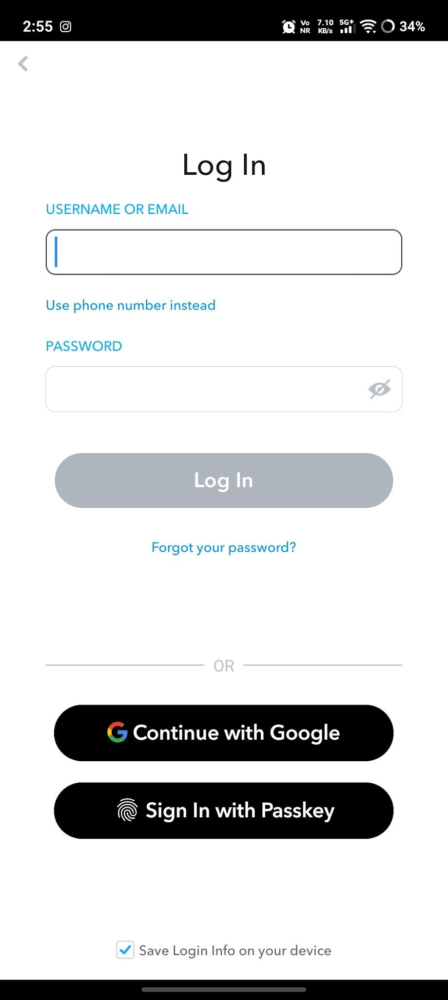 2:55 Vo NR 7.10 KB/s 5G+ 34%
Log In
USERNAME OR EMAIL
Use phone number instead
PASSWORD
Log In
Forgot your password?
OR
Continue with Google
Sign In with Passkey
Save Login Info on your device